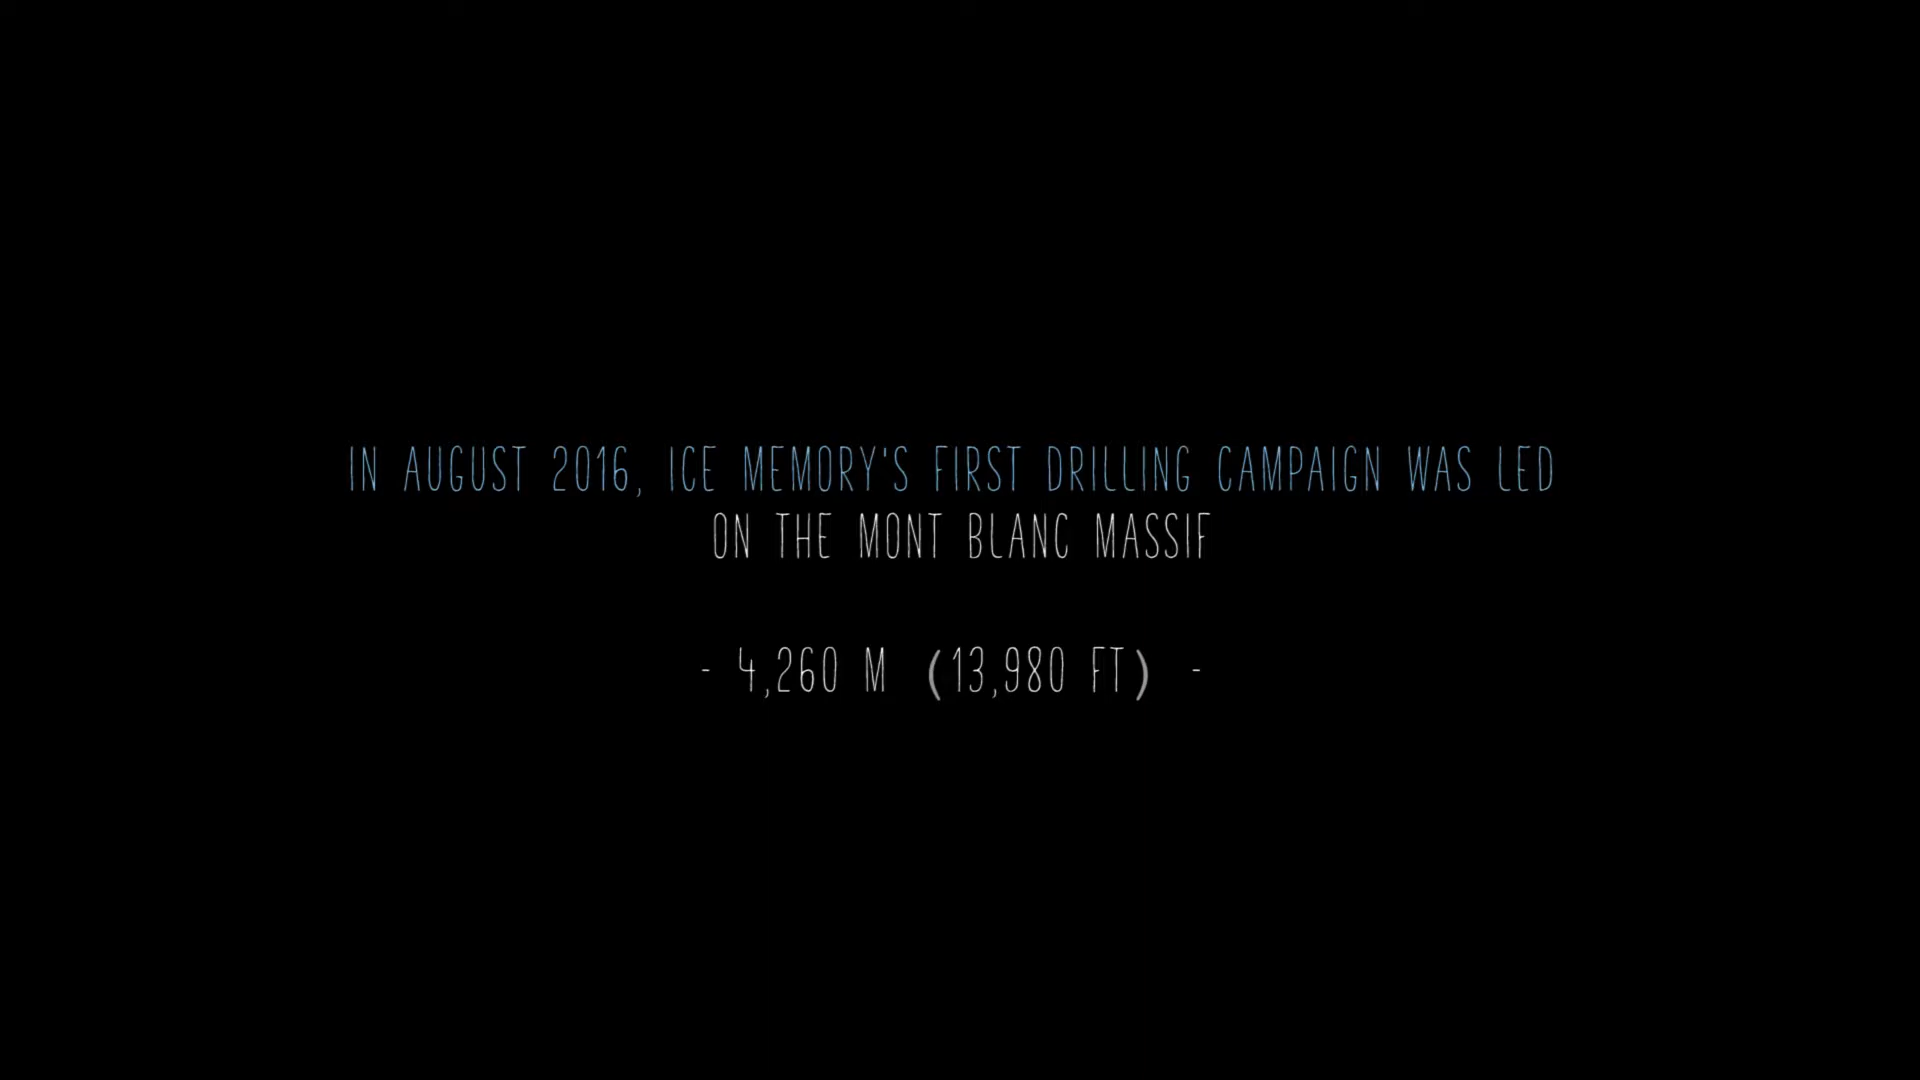 IN AUGUST 2016, ICE MEMORY'S FIRST DRILLING CAMPAIGN WAS LED
ON THE MONT BLANC MASSIF
- 4,260 M (13,980 FT) -